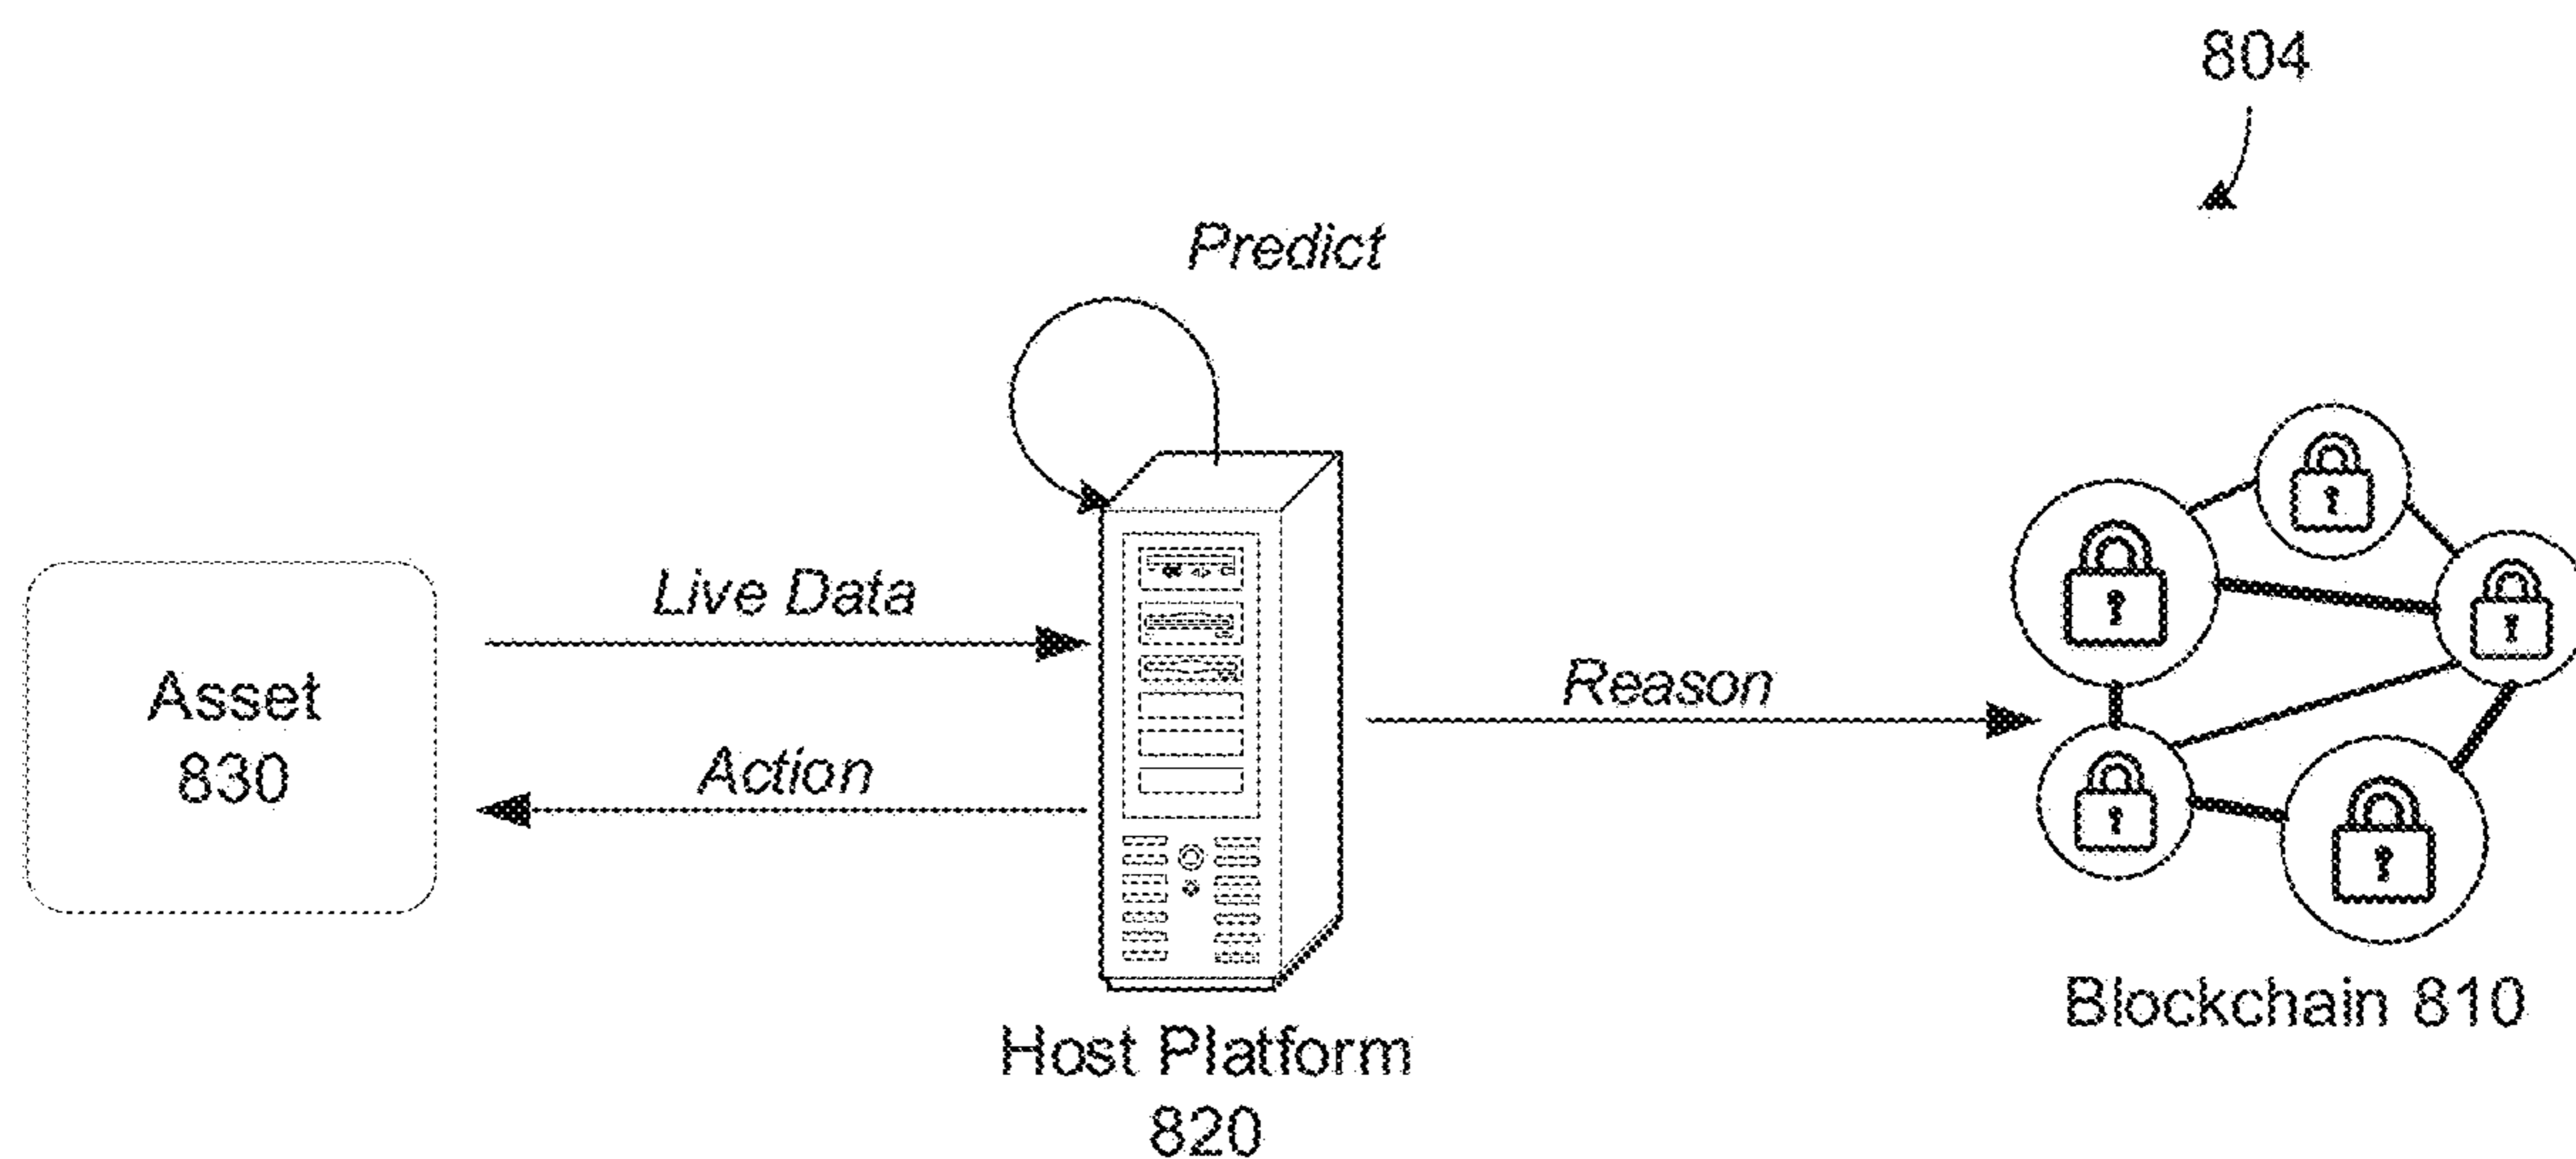 804
Predict
Live Data
Asset
830
Action
Reason
Blockchain 810
Host Platform
820